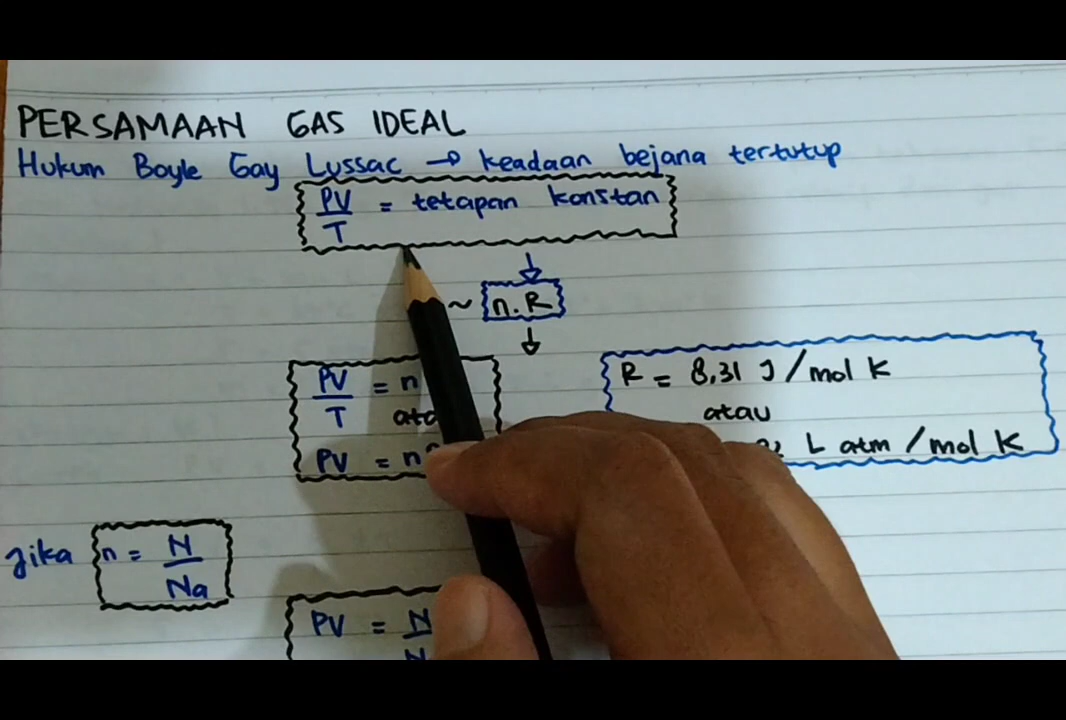 PERSAMAAN GAS IDEAL
Hukum Boyle Gay Lussac → keadaan bejana tertutup
PV/T = tetapan konstan
~ n.R
PV/T = n
R = 8,31 J/mol K
atau
L atm/mol K
PV = n
Jika n = N/Na
PV = N